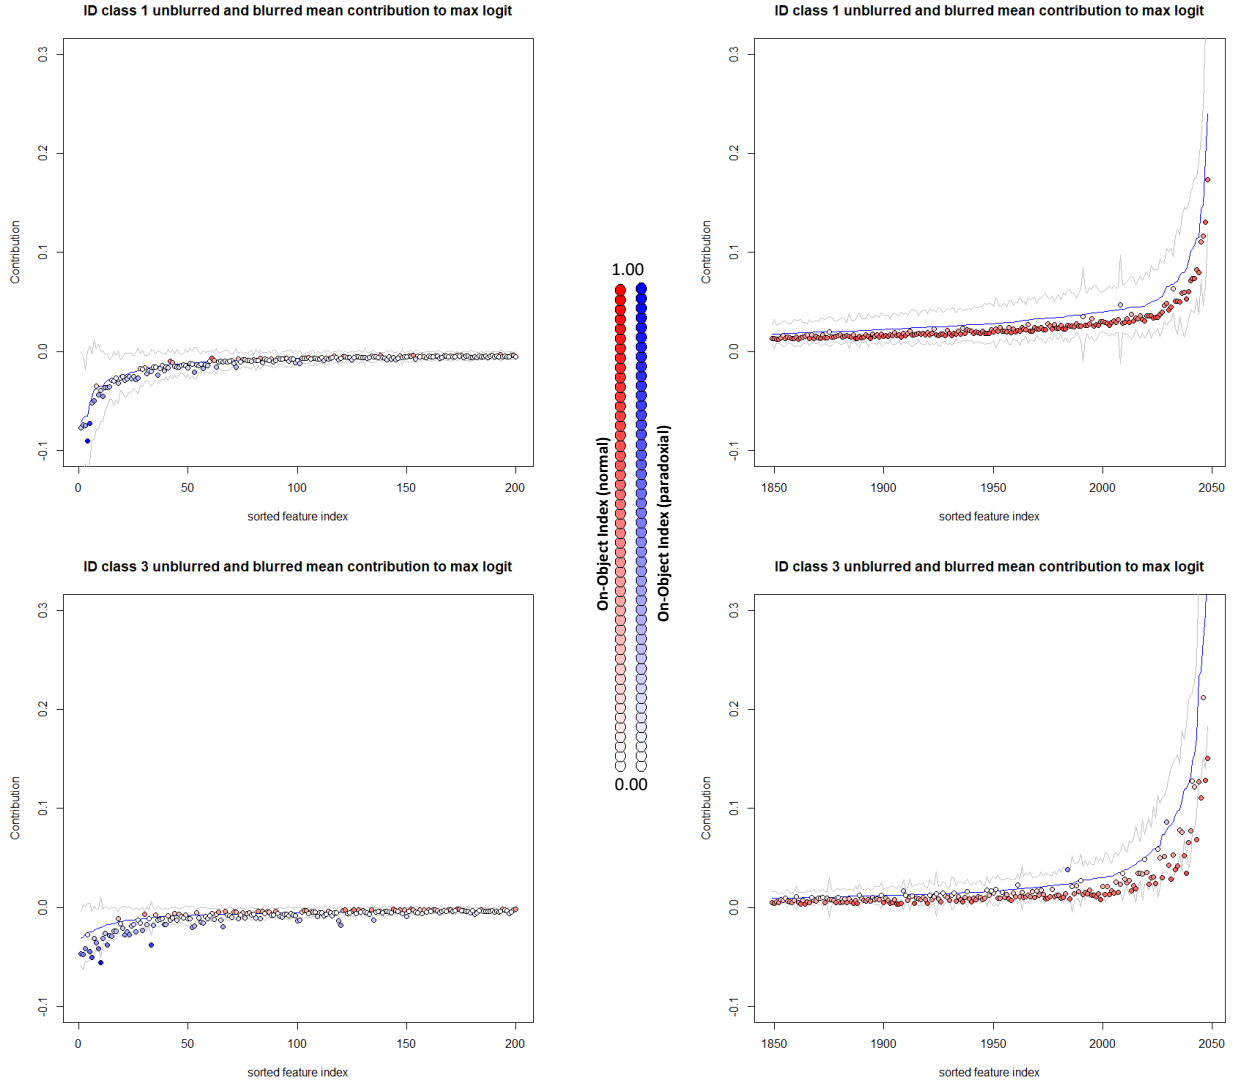 ID class 1 unblurred and blurred mean contribution to max logit
Contribution
0.3
0.2
0.1
0.0
-0.1
0 50 100 150 200
sorted feature index
ID class 1 unblurred and blurred mean contribution to max logit
Contribution
0.3
0.2
0.1
0.0
-0.1
1850 1900 1950 2000 2050
sorted feature index
1.00
On-Object Index (normal)
On-Object Index (paradoxial)
0.00
ID class 3 unblurred and blurred mean contribution to max logit
Contribution
0.3
0.2
0.1
0.0
-0.1
0 50 100 150 200
sorted feature index
ID class 3 unblurred and blurred mean contribution to max logit
Contribution
0.3
0.2
0.1
0.0
-0.1
1850 1900 1950 2000 2050
sorted feature index